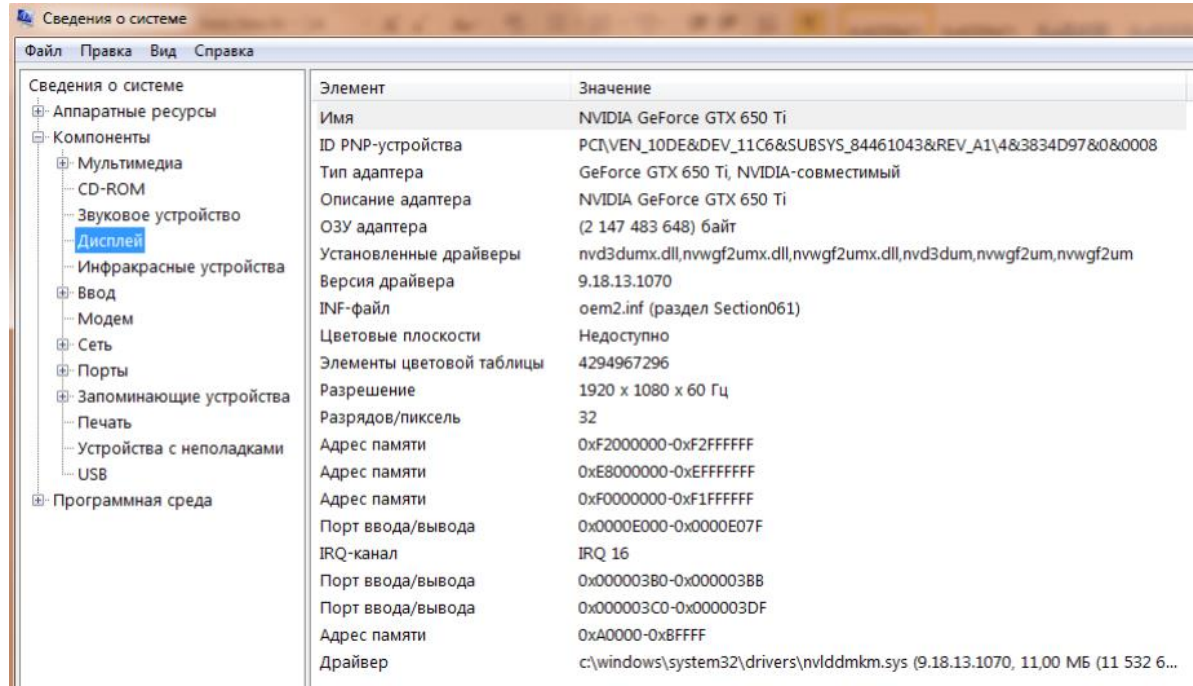 Сведения о системе
Файл Правка Вид Справка
Сведения о системе
Аппаратные ресурсы
Компоненты
Мультимедиа
CD-ROM
Звуковое устройство
Дисплей
Инфракрасные устройства
Ввод
Модем
Сеть
Порты
Запоминающие устройства
Печать
Устройства с неполадками
USB
Программная среда
Элемент Значение
Имя NVIDIA GeForce GTX 650 Ti
ID PNP-устройства PCI\VEN_10DE&DEV_11C6&SUBSYS_84461043&REV_A1\4&3834D97&0&0008
Тип адаптера GeForce GTX 650 Ti, NVIDIA-совместимый
Описание адаптера NVIDIA GeForce GTX 650 Ti
ОЗУ адаптера (2 147 483 648) байт
Установленные драйверы nvd3dumx.dll,nvwgf2umx.dll,nvwgf2umx.dll,nvd3dum,nvwgf2um,nvwgf2um
Версия драйвера 9.18.13.1070
INF-файл oem2.inf (раздел Section061)
Цветовые плоскости Недоступно
Элементы цветовой таблицы 4294967296
Разрешение 1920 x 1080 x 60 Гц
Разрядов/пиксель 32
Адрес памяти 0xF2000000-0xF2FFFFFF
Адрес памяти 0xE8000000-0xEFFFFFFF
Адрес памяти 0xF0000000-0xF1FFFFFF
Порт ввода/вывода 0x0000E000-0x0000E07F
IRQ-канал IRQ 16
Порт ввода/вывода 0x000003B0-0x000003BB
Порт ввода/вывода 0x000003C0-0x000003DF
Адрес памяти 0xA0000-0xBFFFF
Драйвер c:\windows\system32\drivers\nvlddmkm.sys (9.18.13.1070, 11,00 МБ (11 532 6...